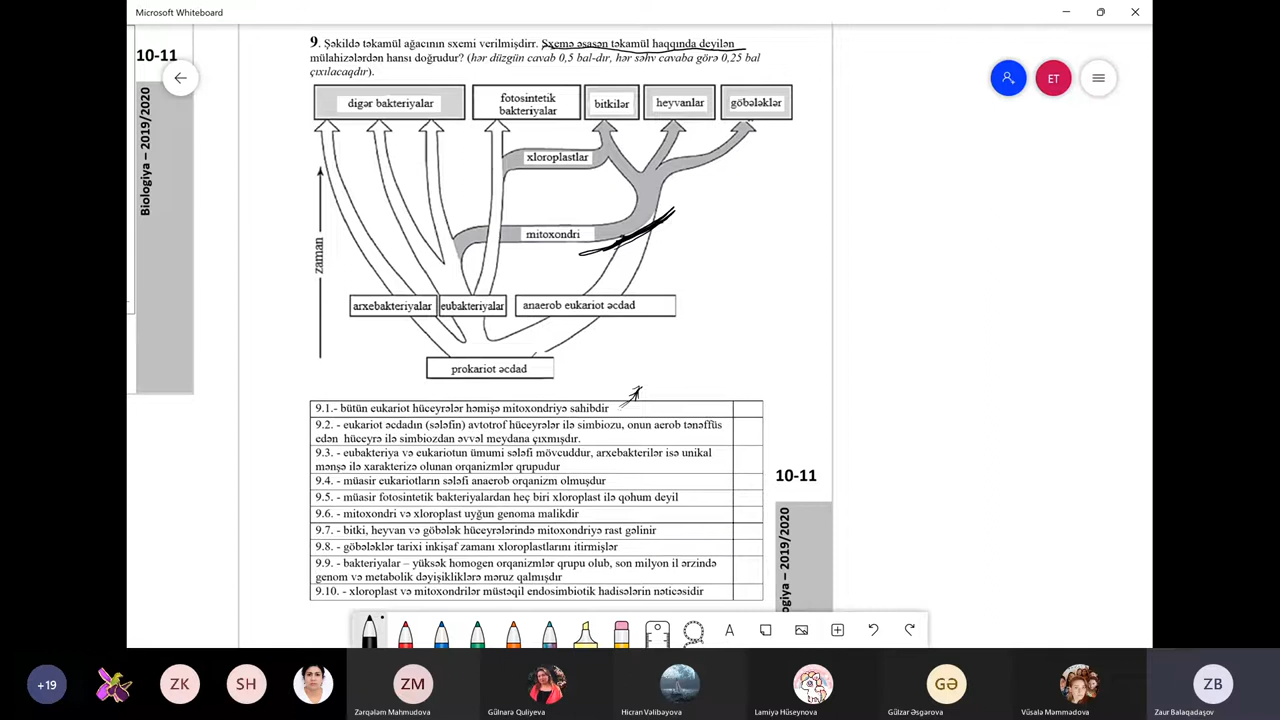 Microsoft Whiteboard
10-11
Biologiya – 2019/2020
9. Şəkildə təkamül ağacının sxemi verilmişdirr. Sxemə əsasən təkamül haqqında deyilən
mülahizələrdən hansı doğrudur? (hər düzgün cavab 0,5 bal-dır, hər səhv cavaba görə 0,25 bal
çıxılacaqdır).
digər bakteriyalar
fotosintetik
bakteriyalar
bitkilər
heyvanlar
göbələklər
xloroplastlar
zaman
mitoxondri
arxebakteriyalar
eubakteriyalar
anaerob eukariot əcdad
prokariot əcdad
9.1.- bütün eukariot hüceyrələr həmişə mitoxondriyə sahibdir
9.2. - eukariot əcdadın (sələfin) avtotrof hüceyrələr ilə simbiozu, onun aerob tənəffüs
edən hüceyrə ilə simbiozdan əvvəl meydana çıxmışdır.
9.3. - eubakteriya və eukariotun ümumi sələfi mövcuddur, arxebakterilər isə unikal
mənşə ilə xarakterizə olunan orqanizmlər qrupudur
9.4. - müasir eukariotların sələfi anaerob orqanizm olmuşdur
9.5. - müasir fotosintetik bakteriyalardan heç biri xloroplast ilə qohum deyil
9.6. - mitoxondri və xloroplast uyğun genoma malikdir
9.7. - bitki, heyvan və göbələk hüceyrələrində mitoxondriyə rast gəlinir
9.8. - göbələklər tarixi inkişaf zamanı xloroplastlarını itirmişlər
9.9. - bakteriyalar – yüksək homogen orqanizmlər qrupu olub, son milyon il ərzində
genom və metabolik dəyişikliklərə məruz qalmışdır
9.10. - xloroplast və mitoxondrilər müstəqil endosimbiotik hadisələrin nəticəsidir
10-11
ogiya – 2019/2020
ET
A
+19
ZK
SH
ZM
GƏ
ZB
Zərqələm Mahmudova
Gülnarə Quliyeva
Hicran Vəlibəyova
Lamiyə Hüseynova
Gülzar Əsgərova
Vüsalə Məmmədova
Zaur Balaqadaşov